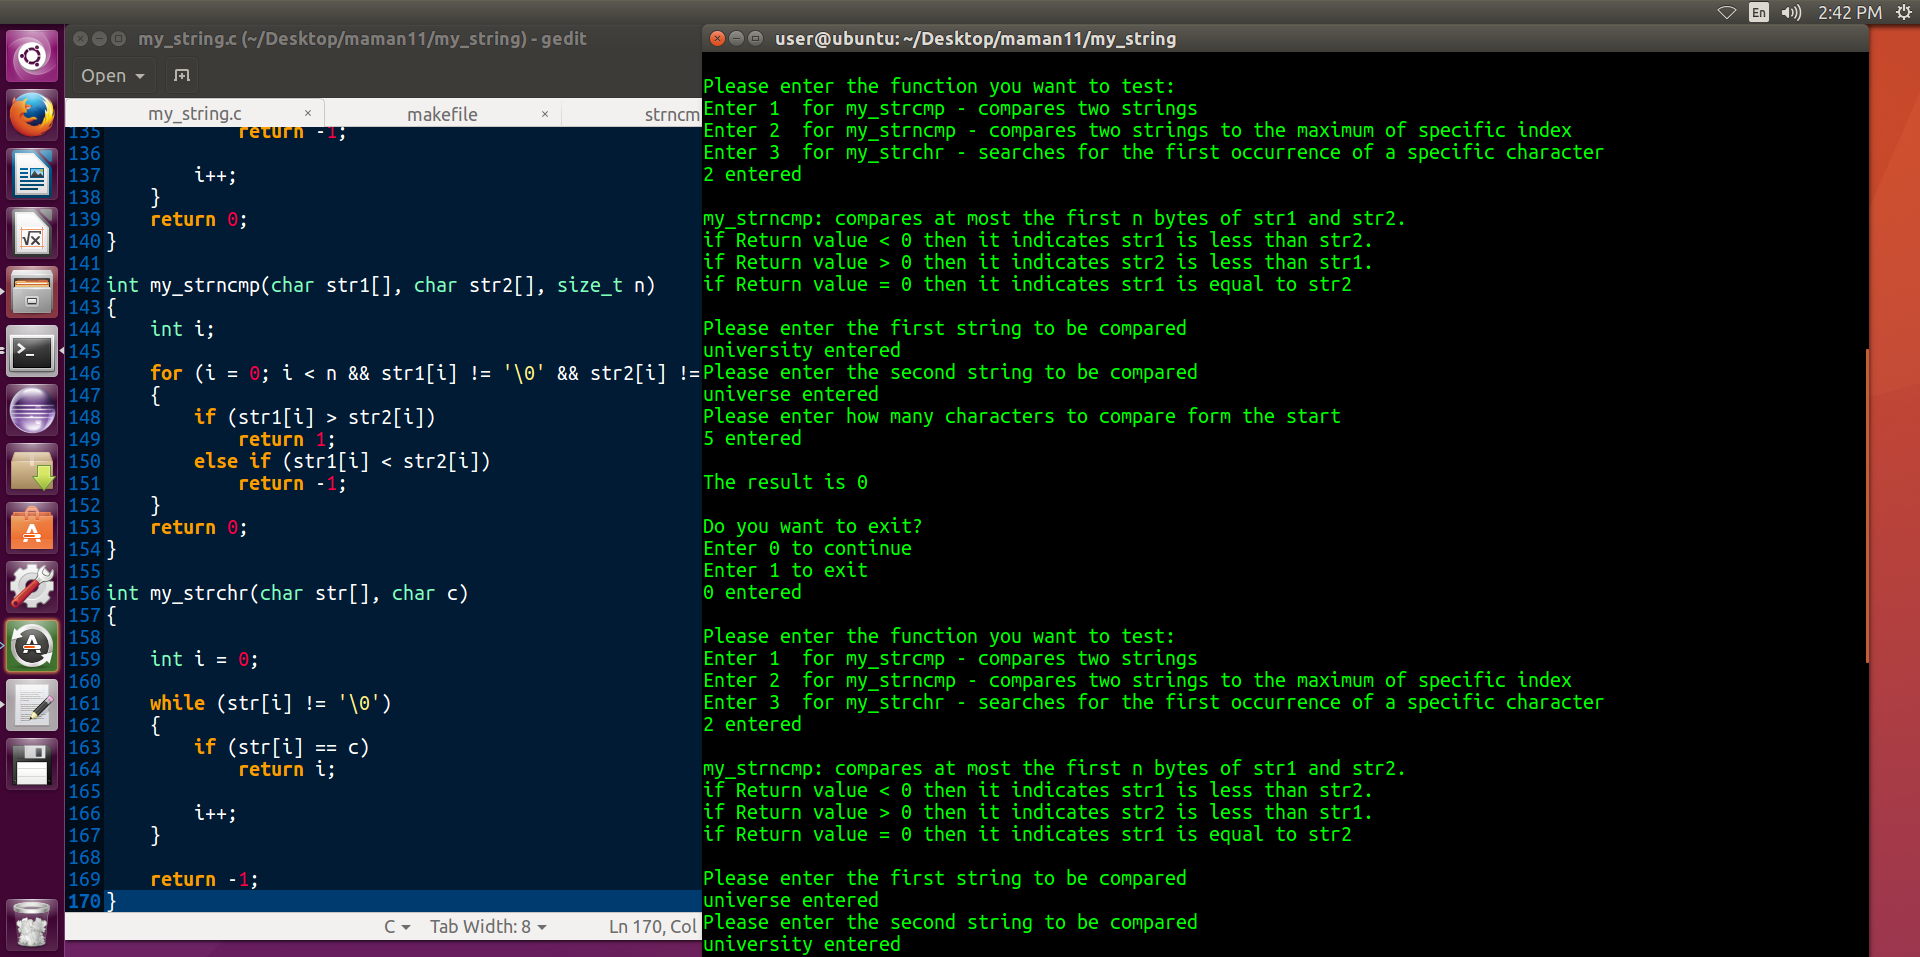 En 2:42 PM
my_string.c (~/Desktop/maman11/my_string) - gedit
Open
my_string.c × makefile × strncm
135 return -1;
136
137 i++;
138 }
139 return 0;
140 }
141
142 int my_strncmp(char str1[], char str2[], size_t n)
143 {
144 int i;
145
146 for (i = 0; i < n && str1[i] != '\0' && str2[i] !=
147 {
148 if (str1[i] > str2[i])
149 return 1;
150 else if (str1[i] < str2[i])
151 return -1;
152 }
153 return 0;
154 }
155
156 int my_strchr(char str[], char c)
157 {
158
159 int i = 0;
160
161 while (str[i] != '\0')
162 {
163 if (str[i] == c)
164 return i;
165
166 i++;
167 }
168
169 return -1;
170 }
C Tab Width: 8 Ln 170, Col
user@ubuntu: ~/Desktop/maman11/my_string
Please enter the function you want to test:
Enter 1  for my_strcmp - compares two strings
Enter 2  for my_strncmp - compares two strings to the maximum of specific index
Enter 3  for my_strchr - searches for the first occurrence of a specific character
2 entered
my_strncmp: compares at most the first n bytes of str1 and str2.
if Return value < 0 then it indicates str1 is less than str2.
if Return value > 0 then it indicates str2 is less than str1.
if Return value = 0 then it indicates str1 is equal to str2
Please enter the first string to be compared
university entered
Please enter the second string to be compared
universe entered
Please enter how many characters to compare form the start
5 entered
The result is 0
Do you want to exit?
Enter 0 to continue
Enter 1 to exit
0 entered
Please enter the function you want to test:
Enter 1  for my_strcmp - compares two strings
Enter 2  for my_strncmp - compares two strings to the maximum of specific index
Enter 3  for my_strchr - searches for the first occurrence of a specific character
2 entered
my_strncmp: compares at most the first n bytes of str1 and str2.
if Return value < 0 then it indicates str1 is less than str2.
if Return value > 0 then it indicates str2 is less than str1.
if Return value = 0 then it indicates str1 is equal to str2
Please enter the first string to be compared
universe entered
Please enter the second string to be compared
university entered